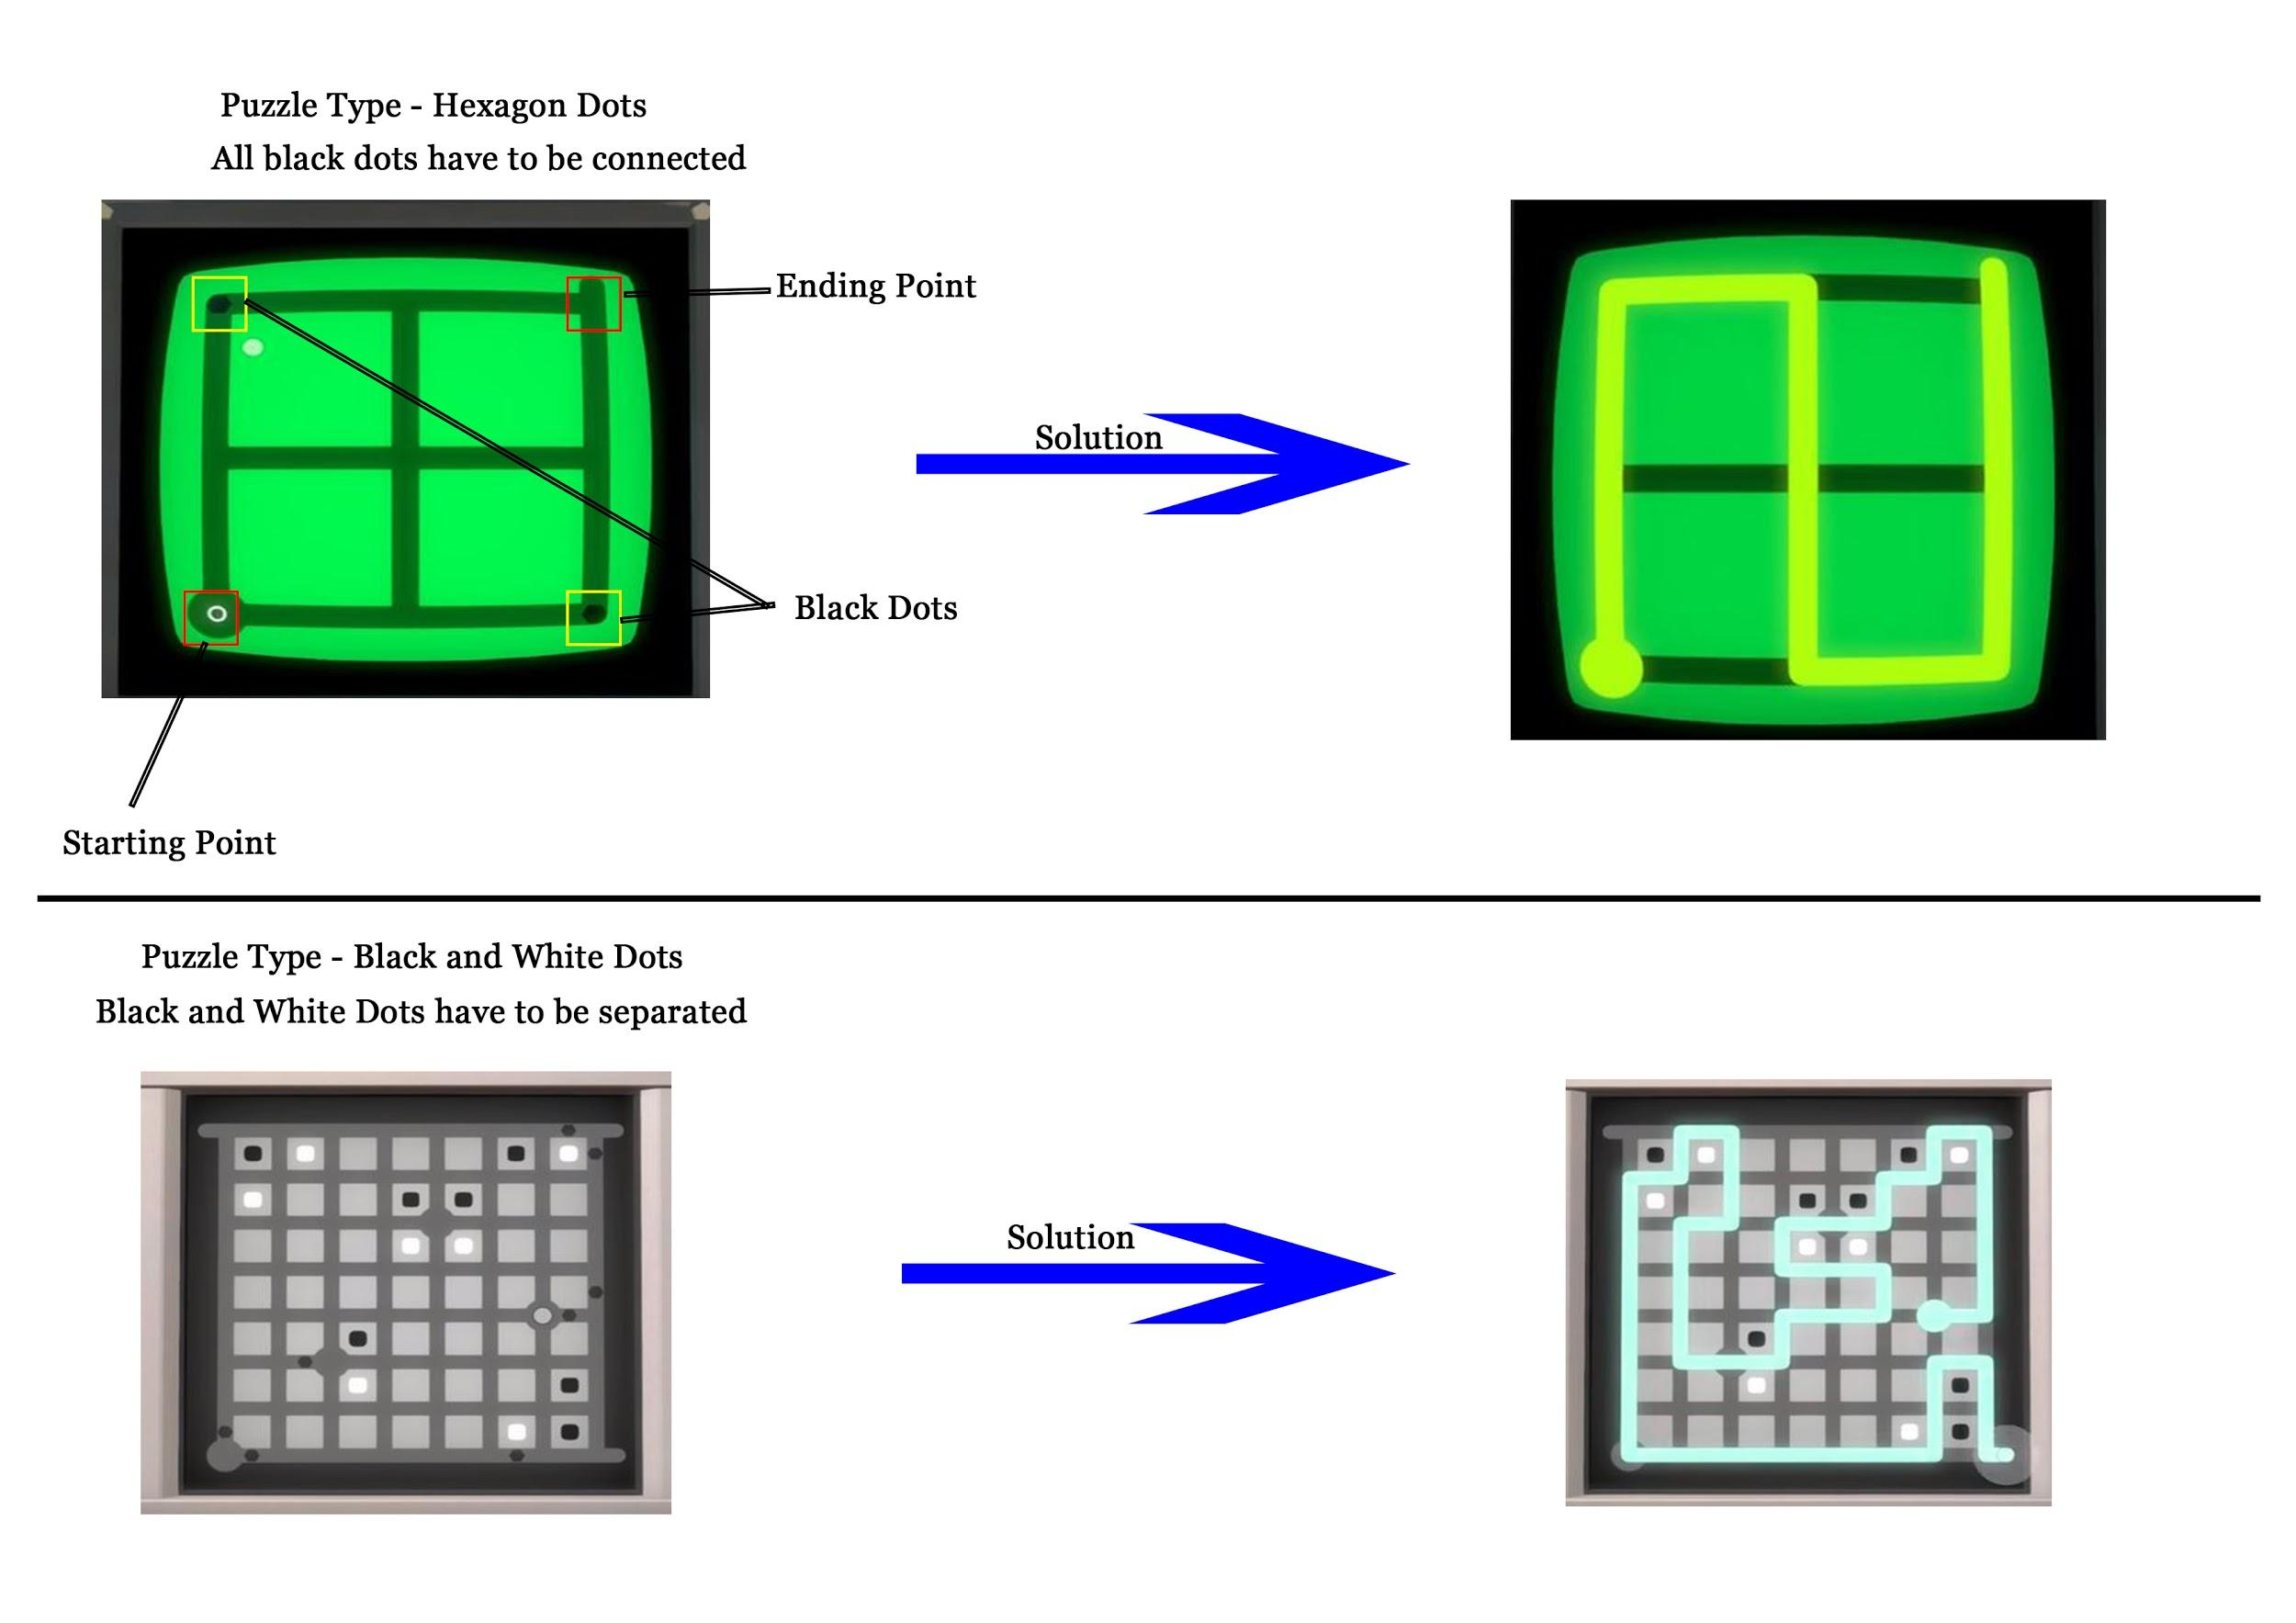 Puzzle Type - Hexagon Dots
All black dots have to be connected
Ending Point
Solution
Black Dots
Starting Point
Puzzle Type - Black and White Dots
Black and White Dots have to be separated
Solution